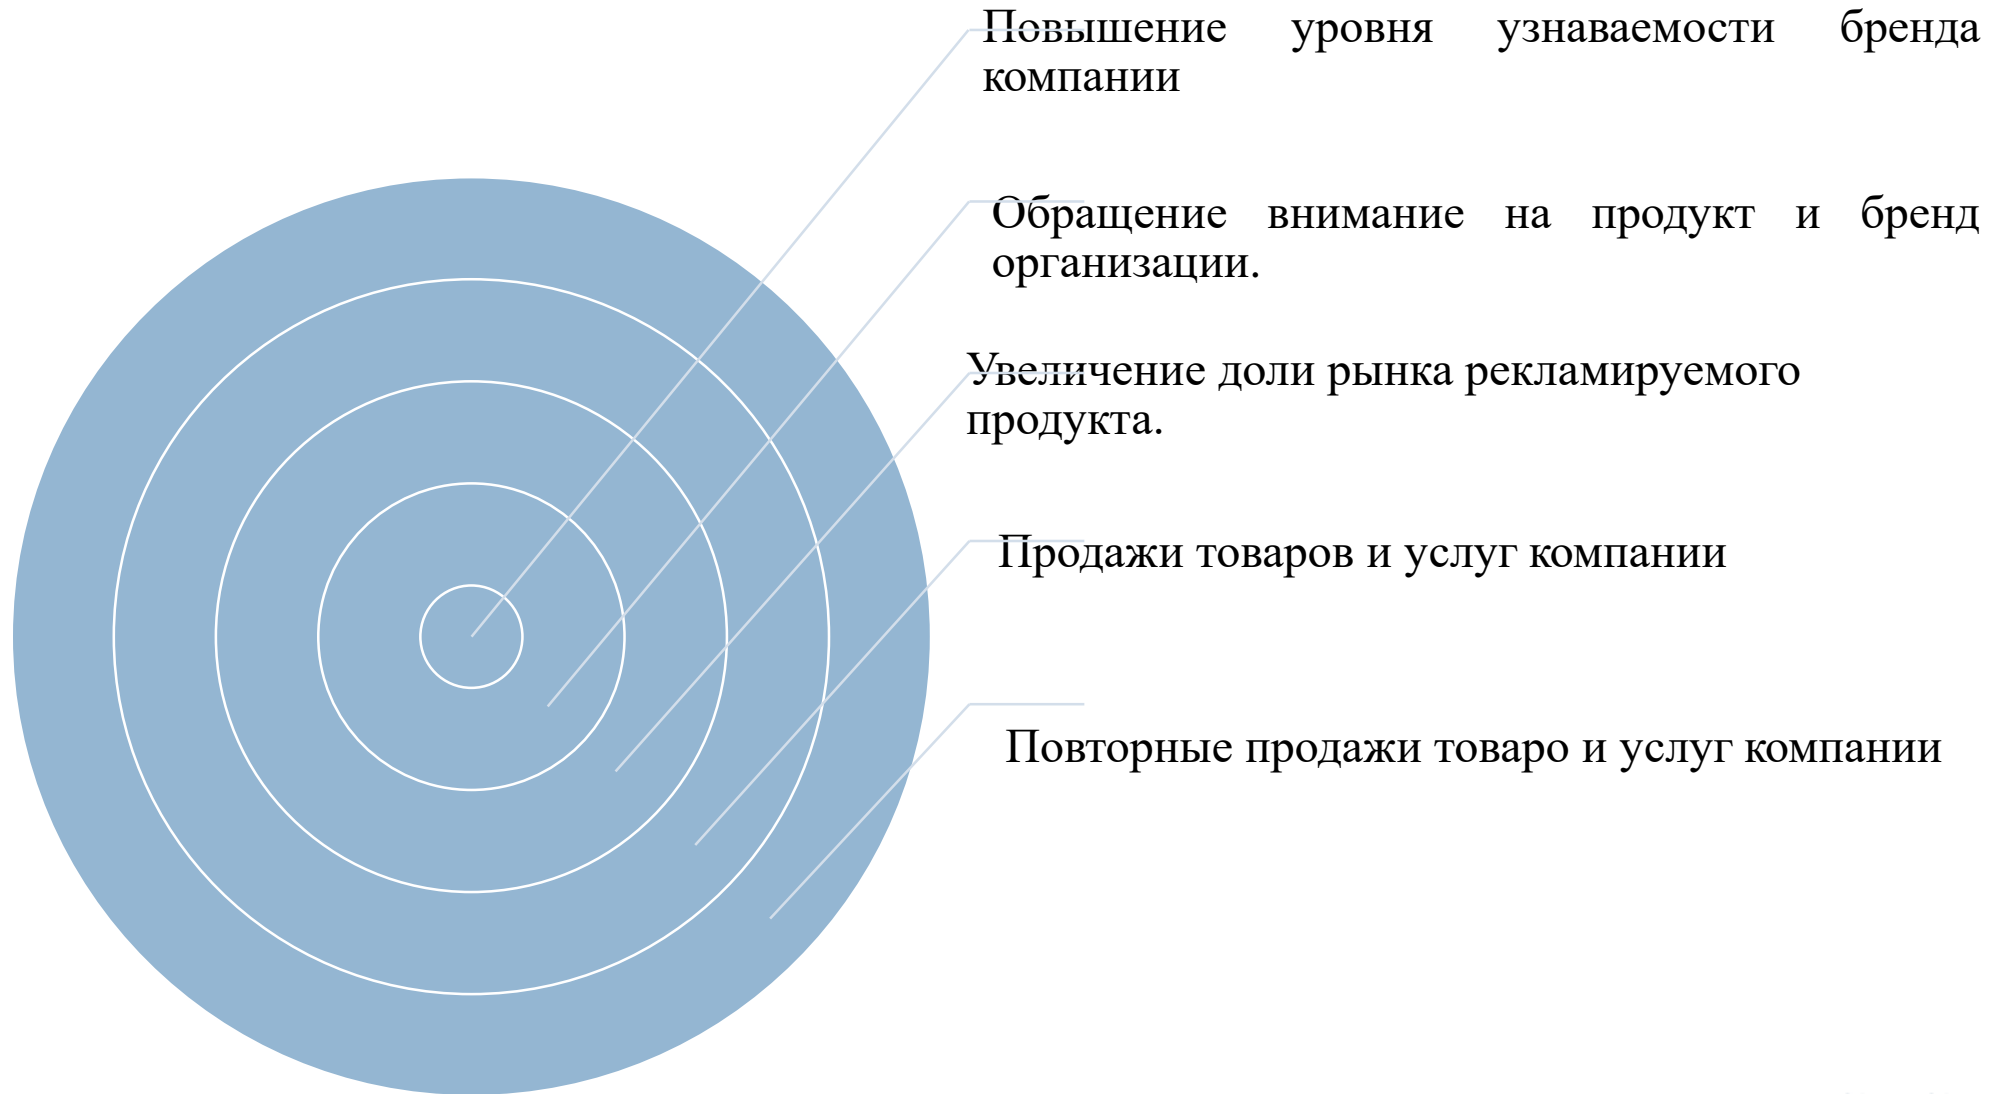 Повышение уровня узнаваемости бренда
компании
Обращение внимание на продукт и бренд
организации.
Увеличение доли рынка рекламируемого
продукта.
Продажи товаров и услуг компании
Повторные продажи товаро и услуг компании